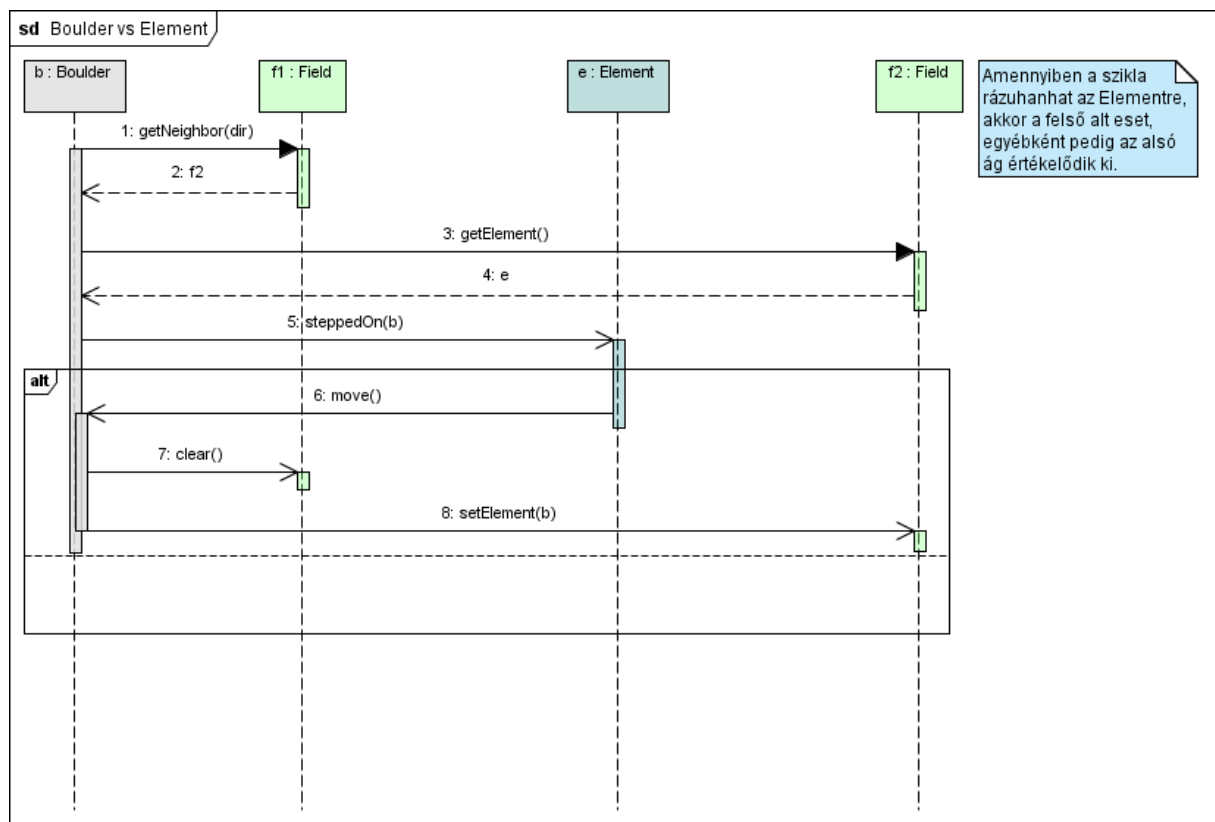 sd Boulder vs Element
b : Boulder
f1 : Field
e : Element
f2 : Field
Amennyiben a szikla
rázuhanhat az Elementre,
akkor a felső alt eset,
egyébként pedig az alsó
ág értékelődik ki.
1: getNeighbor(dir)
2: f2
3: getElement()
4: e
5: steppedOn(b)
alt
6: move()
7: clear()
8: setElement(b)